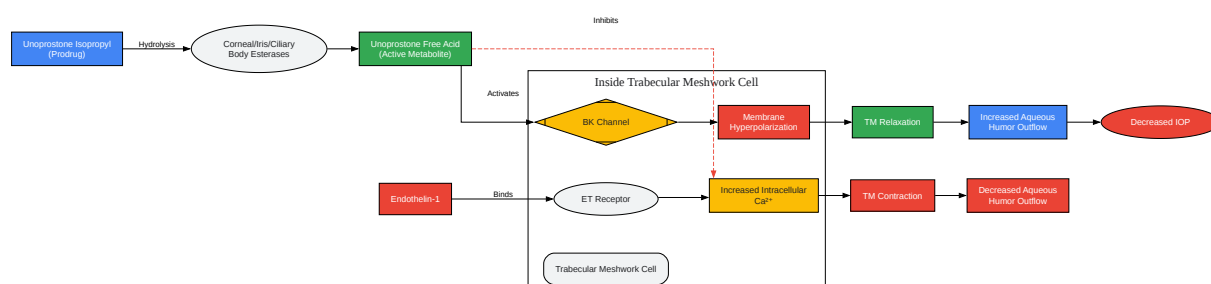 Inhibits
Unoprostone Isopropyl
(Prodrug)
Hydrolysis
Corneal/Iris/Ciliary
Body Esterases
Unoprostone Free Acid
(Active Metabolite)
Activates
Inside Trabecular Meshwork Cell
BK Channel
Membrane
Hyperpolarization
TM Relaxation
Increased Aqueous
Humor Outflow
Decreased IOP
Endothelin-1
Binds
ET Receptor
Increased Intracellular
Ca²⁺
TM Contraction
Decreased Aqueous
Humor Outflow
Trabecular Meshwork Cell